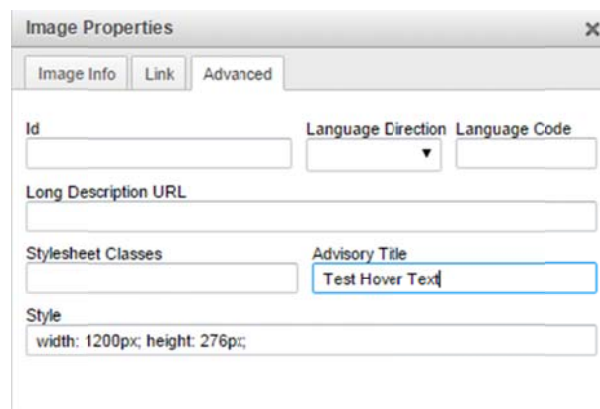 Image Properties
Image Info Link Advanced
Id Language Direction Language Code
Long Description URL
Stylesheet Classes Advisory Title
Test Hover Text
Style
width: 1200px; height: 276px;